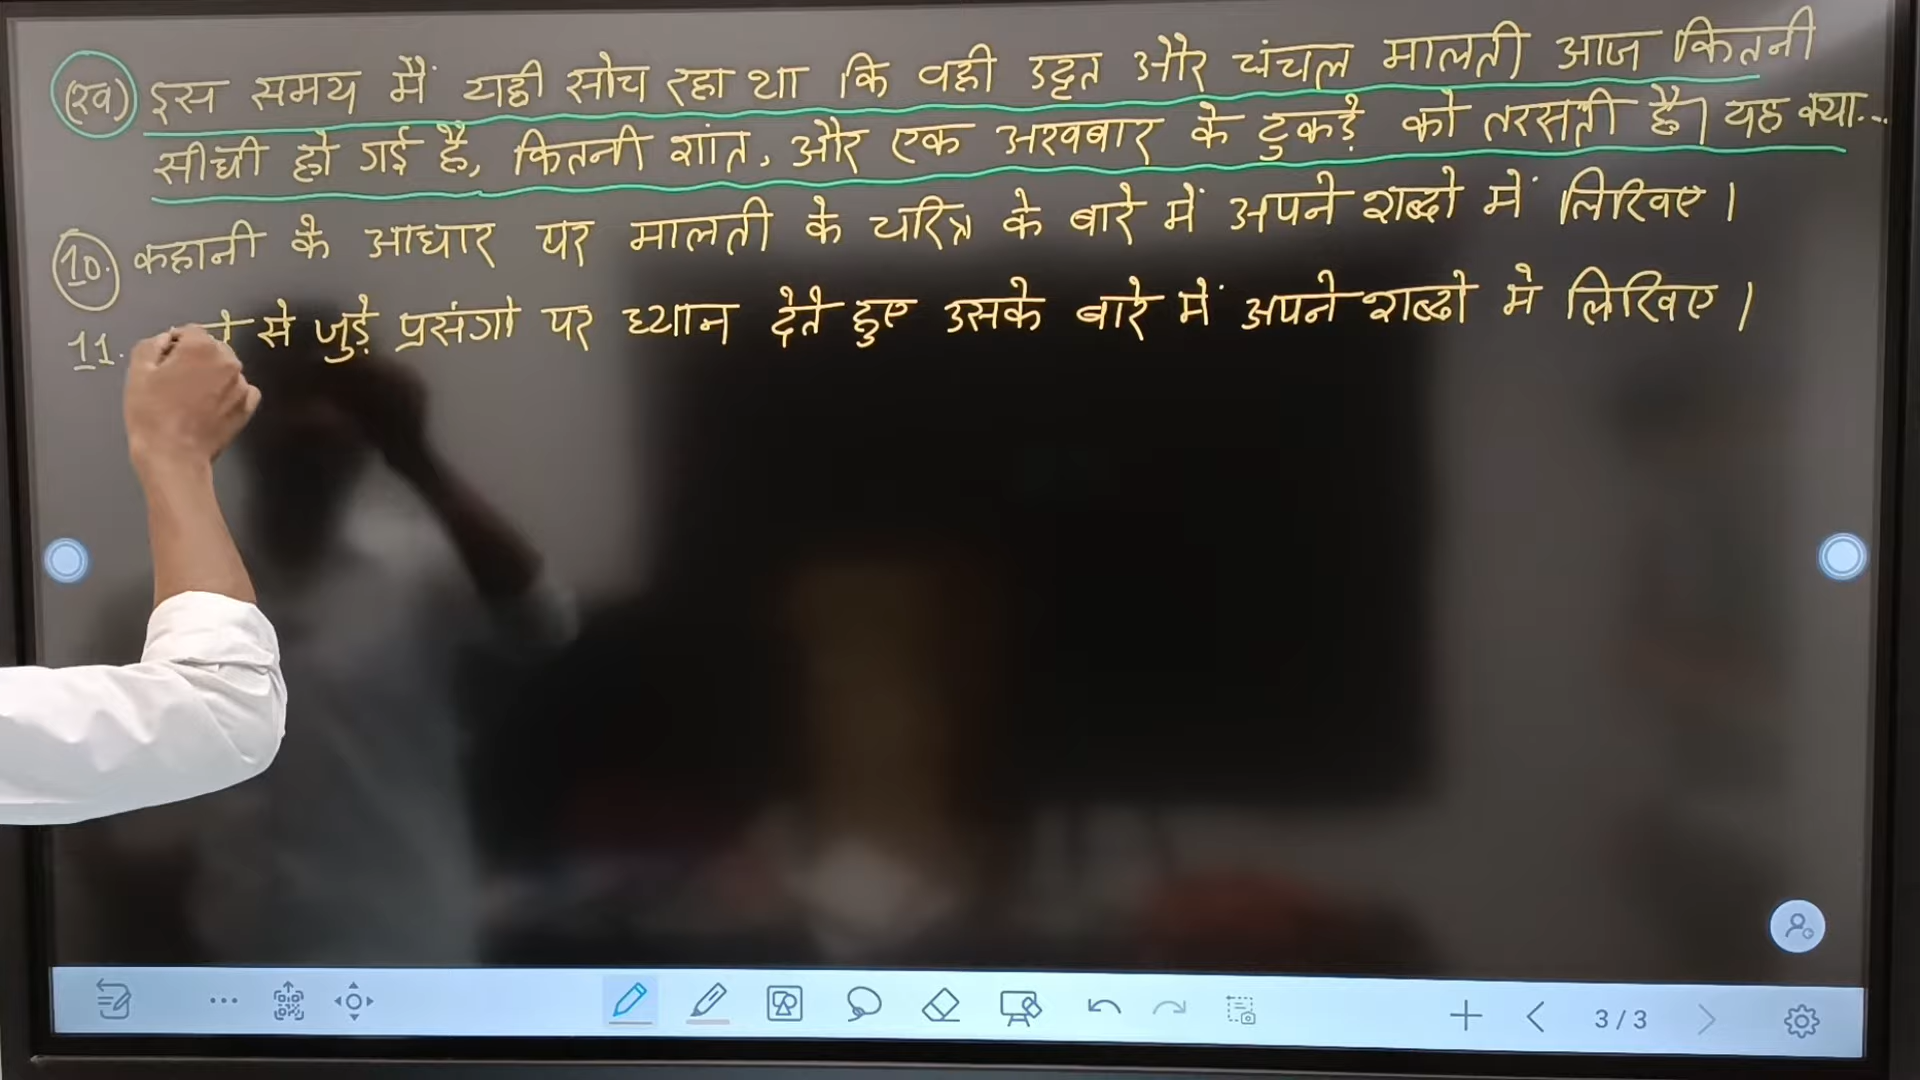 (ख) इस समय मैं यही सोच रहा था कि वही उद्दत और चंचल मालती आज कितनी
सीधी हो गई है, कितनी शांत, और एक अखबार के टुकड़े को तरसती है। यह क्या...
10. कहानी के आधार पर मालती के चरित्र के बारे में अपने शब्दो में लिखिए।
11. से जुड़े प्रसंगो पर ध्यान देते हुए उसके बारे में अपने शब्दो मे लिखिए।
3/3